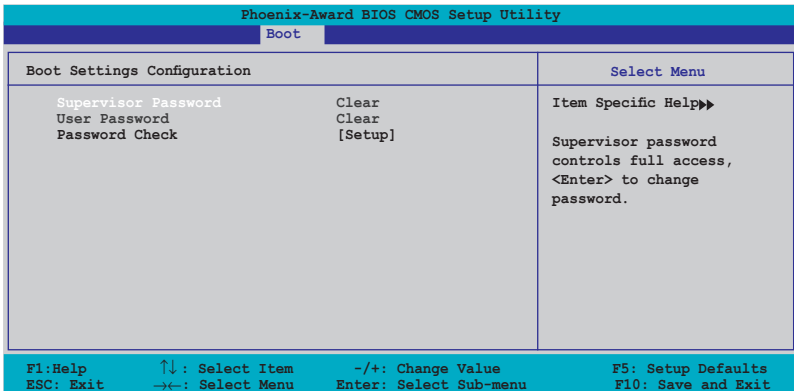 Phoenix-Award BIOS CMOS Setup Utility
Boot
Boot Settings Configuration
Select Menu
Supervisor Password Clear
User Password Clear
Password Check [Setup]
Item Specific Help▶▶
Supervisor password
controls full access,
<Enter> to change
password.
F1:Help ↑↓: Select Item -/+: Change Value F5: Setup Defaults
ESC: Exit →←: Select Menu Enter: Select Sub-menu F10: Save and Exit